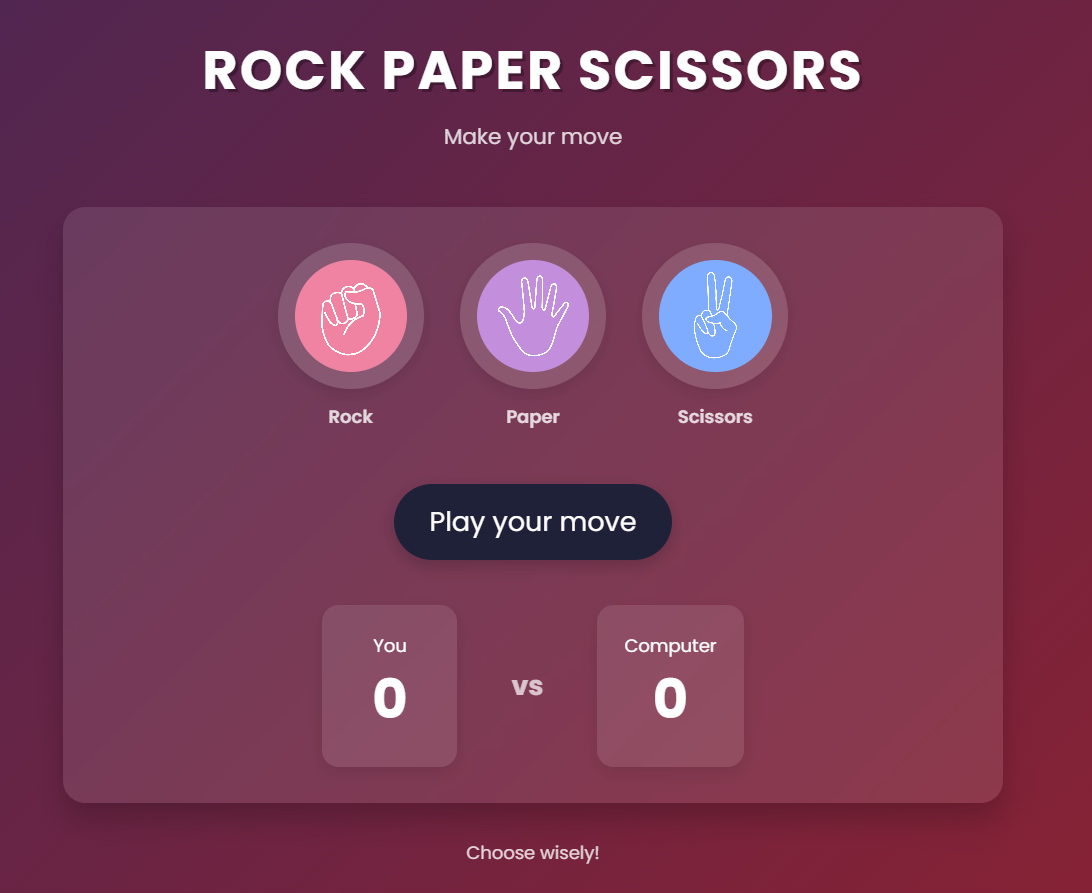 ROCK PAPER SCISSORS
Make your move
Rock Paper Scissors
Play your move
You vs Computer
0 0
Choose wisely!